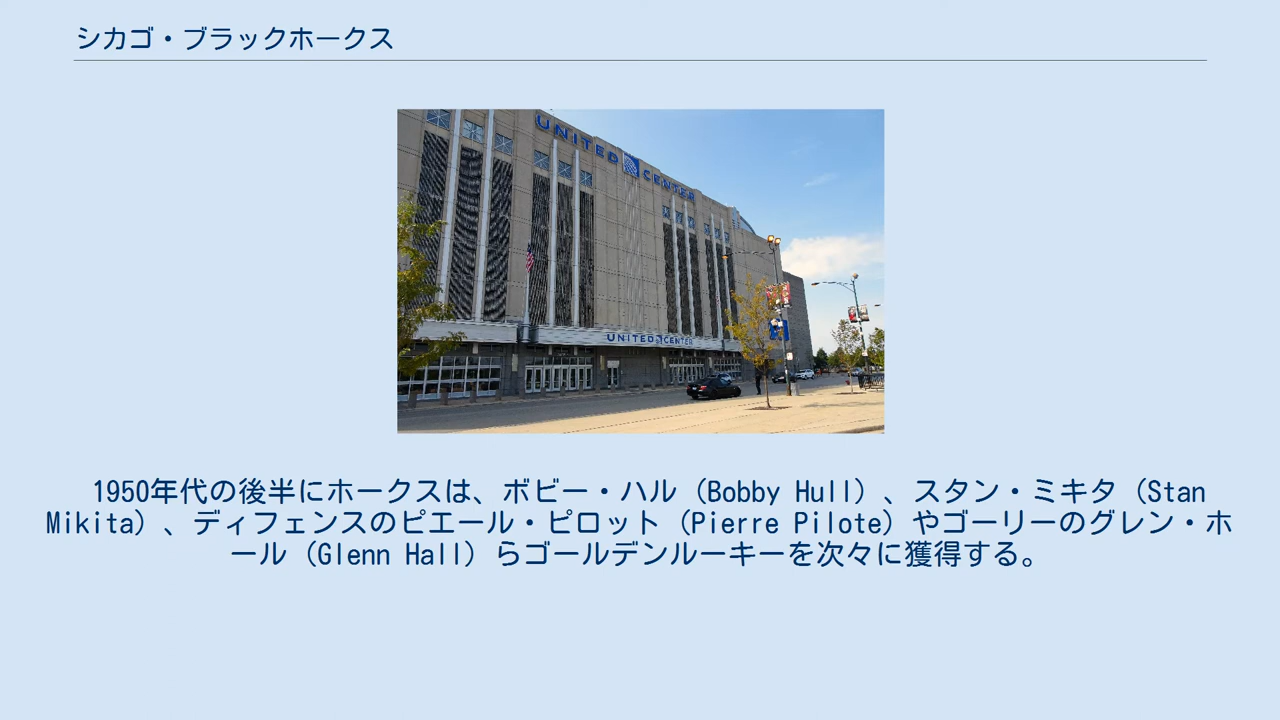 シカゴ・ブラックホークス
UNITED CENTER
UNITED CENTER
1950年代の後半にホークスは、ボビー・ハル（Bobby Hull）、スタン・ミキタ（Stan
Mikita）、ディフェンスのピエール・ピロット（Pierre Pilote）やゴーリーのグレン・ホ
ール（Glenn Hall）らゴールデンルーキーを次々に獲得する。